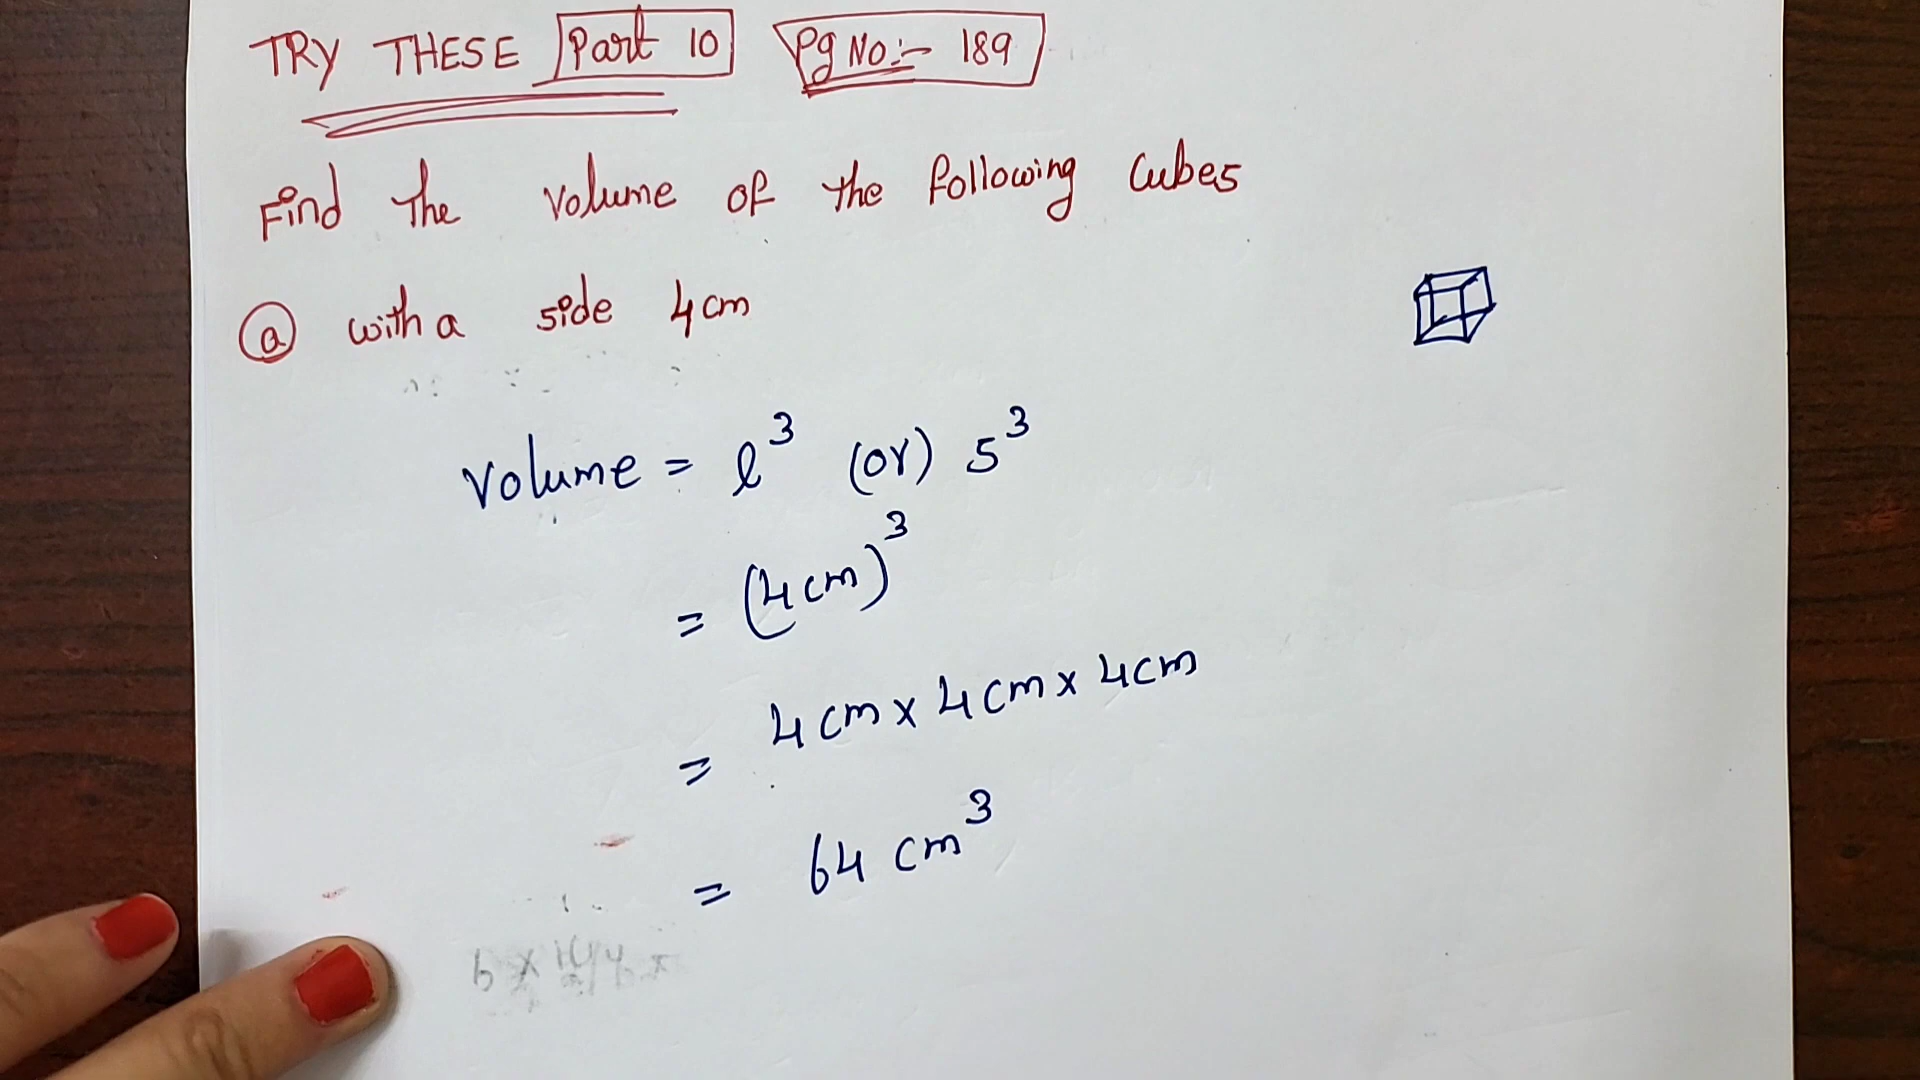 TRY THESE Part 10 Pg No:- 189
Find the volume of the following cubes
a with a side 4cm
volume = l³ (or) s³
= (4cm)³
= 4cm x 4cm x 4cm
= 64 cm³